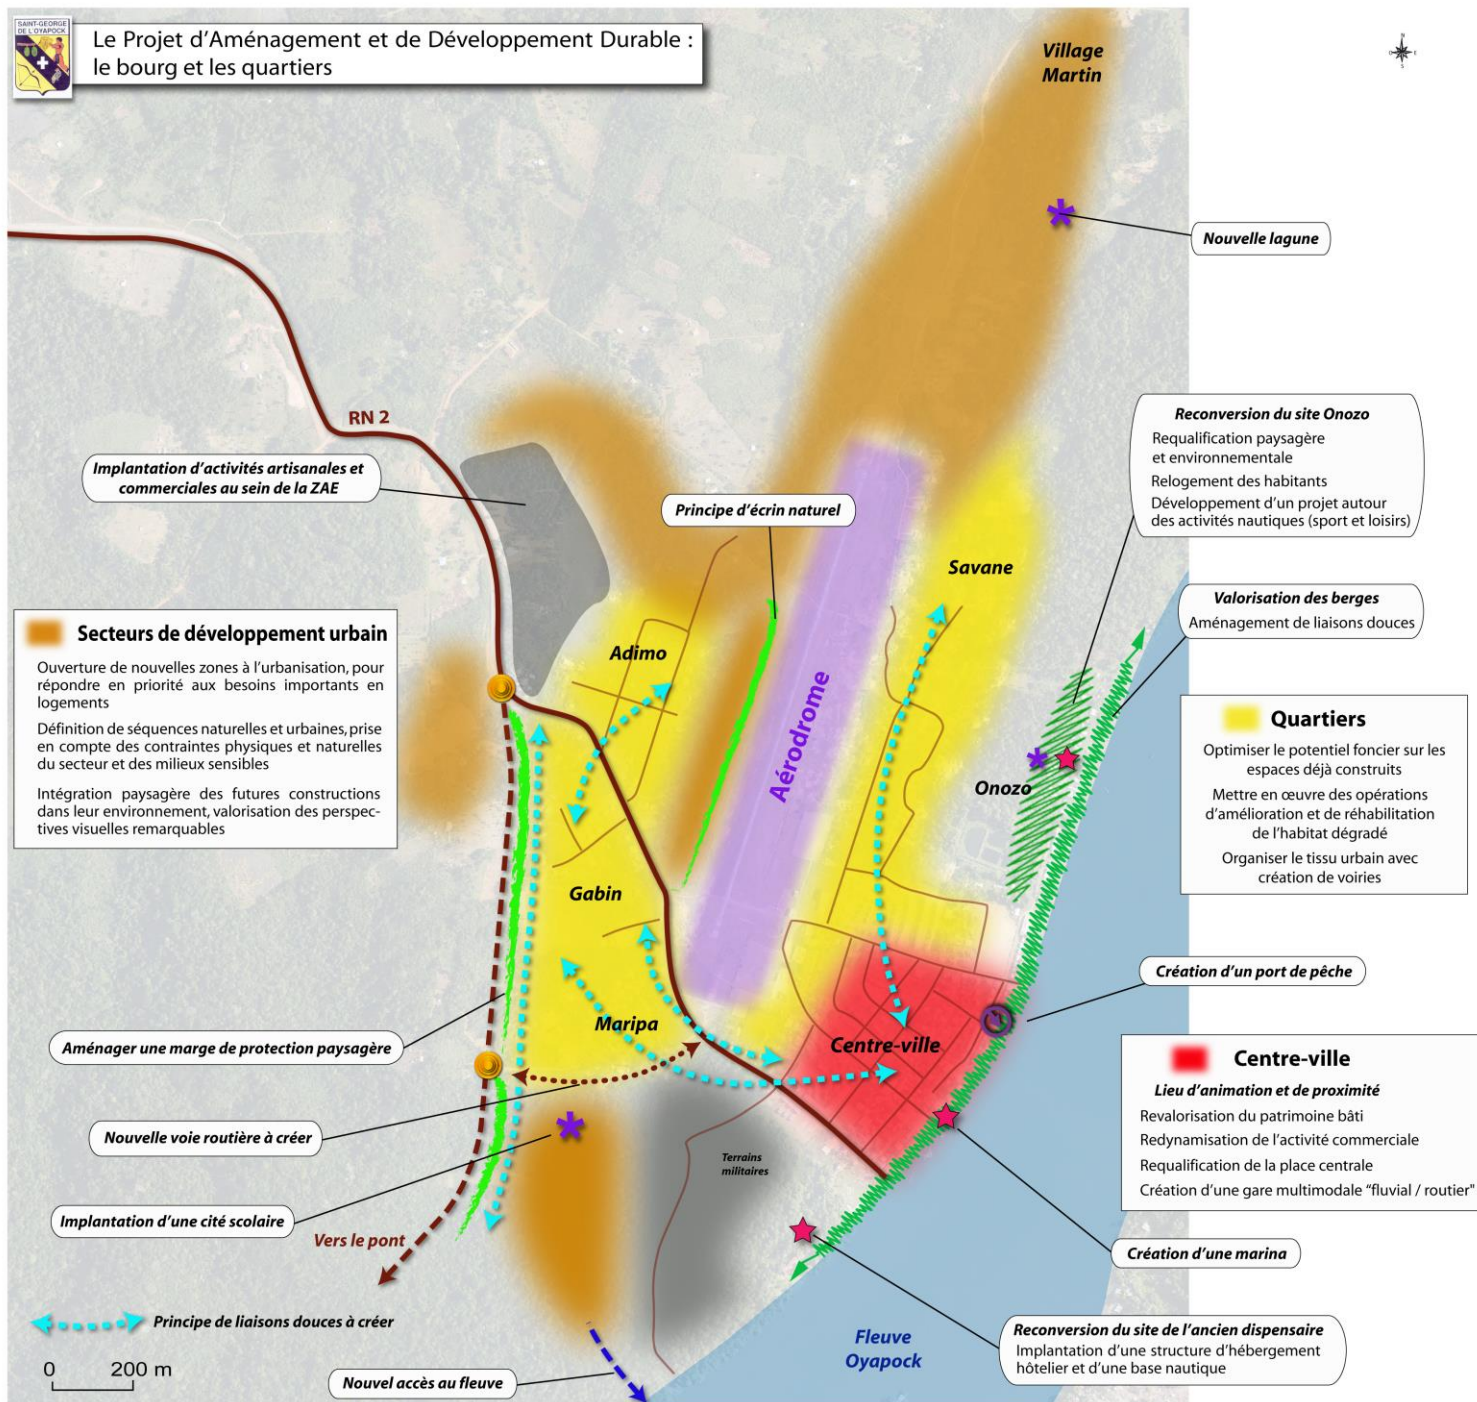 SAINT-GEORGE
DE L'OYAPOCK
Le Projet d'Aménagement et de Développement Durable :
le bourg et les quartiers
Village
Martin
N
O
E
S
Nouvelle lagune
RN 2
Reconversion du site Onozo
Requalification paysagère
et environnementale
Relogement des habitants
Développement d'un projet autour
des activités nautiques (sport et loisirs)
Implantation d'activités artisanales et
commerciales au sein de la ZAE
Principe d'écrin naturel
Savane
Valorisation des berges
Aménagement de liaisons douces
Secteurs de développement urbain
Ouverture de nouvelles zones à l'urbanisation, pour
répondre en priorité aux besoins importants en
logements
Définition de séquences naturelles et urbaines, prise
en compte des contraintes physiques et naturelles
du secteur et des milieux sensibles
Intégration paysagère des futures constructions
dans leur environnement, valorisation des perspec-
tives visuelles remarquables
Adimo
Aérodrome
Onozo
Quartiers
Optimiser le potentiel foncier sur les
espaces déjà construits
Mettre en œuvre des opérations
d'amélioration et de réhabilitation
de l'habitat dégradé
Organiser le tissu urbain avec
création de voiries
Gabin
Création d'un port de pêche
Maripa
Centre-ville
Aménager une marge de protection paysagère
Centre-ville
Lieu d'animation et de proximité
Revalorisation du patrimoine bâti
Redynamisation de l'activité commerciale
Requalification de la place centrale
Création d'une gare multimodale "fluvial / routier"
Nouvelle voie routière à créer
Terrains
militaires
Implantation d'une cité scolaire
Vers le pont
Création d'une marina
Principe de liaisons douces à créer
Fleuve
Oyapock
Reconversion du site de l'ancien dispensaire
Implantation d'une structure d'hébergement
hôtelier et d'une base nautique
0 200 m
Nouvel accès au fleuve